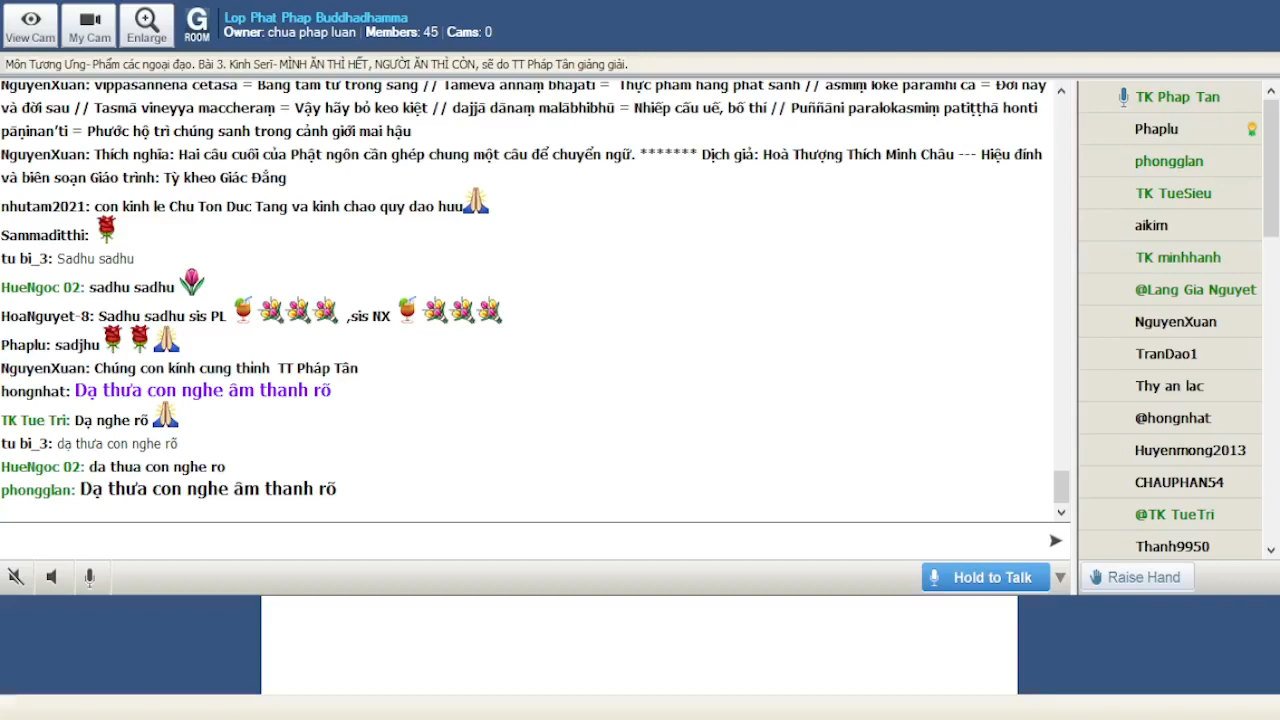 View Cam
My Cam
Enlarge
G
ROOM
Lop Phat Phap Buddhadhamma
Owner: chua phap luan | Members: 45 | Cams: 0
Môn Tương Ưng- Phẩm các ngoại đạo. Bài 3. Kinh Serī- MÌNH ĂN THÌ HẾT, NGƯỜI ĂN THÌ CÒN, sẽ do TT Pháp Tân giảng giải.
NguyenXuan: vippasannena cetasā = Bằng tâm tư trong sáng // Tameva annaṃ bhajati = Thực phẩm hằng phát sanh // asmiṃ loke paramhi ca = Đời này
và đời sau // Tasmā vineyya maccheraṃ = Vậy hãy bỏ keo kiệt // dajjā dānaṃ malābhibhū = Nhiếp cấu uế, bố thí // Puññāni paralokasmiṃ patiṭṭhā honti
pāṇinan’ti = Phước hộ trì chúng sanh trong cảnh giới mai hậu
NguyenXuan: Thích nghĩa: Hai câu cuối của Phật ngôn cần ghép chung một câu để chuyển ngữ. ******* Dịch giả: Hoà Thượng Thích Minh Châu --- Hiệu đính
và biên soạn Giáo trình: Tỳ kheo Giác Đẳng
nhutam2021: con kinh le Chu Ton Duc Tang va kinh chao quy dao huu
Sammaditthi:
tu bi_3: Sadhu sadhu
HueNgoc 02: sadhu sadhu
HoaNguyet-8: Sadhu sadhu sis PL ,sis NX
Phaplu: sadjhu
NguyenXuan: Chúng con kính cung thỉnh TT Pháp Tân
hongnhat: Dạ thưa con nghe âm thanh rõ
TK Tue Tri: Dạ nghe rõ
tu bi_3: dạ thưa con nghe rõ
HueNgoc 02: da thua con nghe ro
phongglan: Dạ thưa con nghe âm thanh rõ
Hold to Talk
TK Phap Tan
Phaplu
phongglan
TK TueSieu
aikim
TK minhhanh
@Lang Gia Nguyet
NguyenXuan
TranDao1
Thy an lac
@hongnhat
Huyenmong2013
CHAUPHAN54
@TK TueTri
Thanh9950
Raise Hand